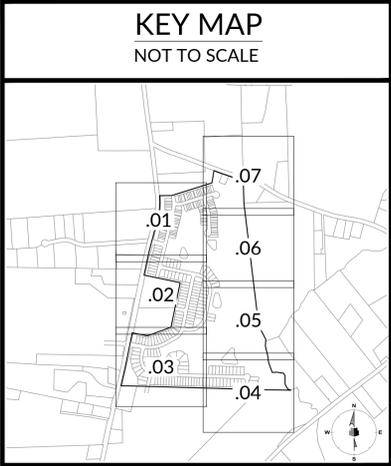 KEY MAP
NOT TO SCALE
.07
.01
.06
.02
.05
.03
.04
N
W
E
S